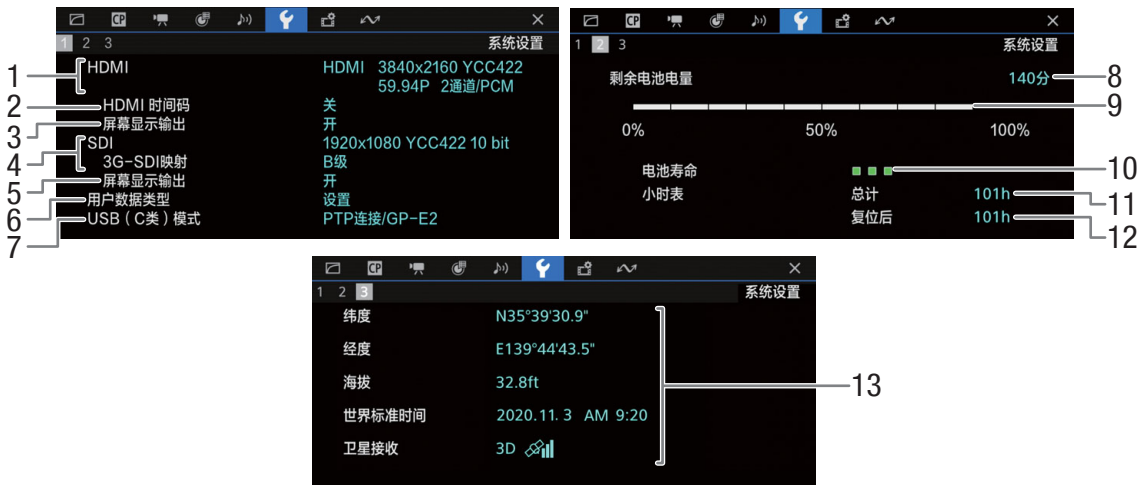 CP
1 2 3 系统设置
1 HDMI HDMI 3840x2160 YCC422
59.94P 2通道/PCM
2 HDMI 时间码 关
3 屏幕显示输出 开
4 SDI 1920x1080 YCC422 10 bit
3G-SDI映射 B级
5 屏幕显示输出 开
6 用户数据类型 设置
7 USB（C类）模式 PTP连接/GP-E2
CP
1 2 3 系统设置
剩余电池电量 140分 8
9
0% 50% 100%
电池寿命 10
小时表 总计 101h 11
复位后 101h 12
CP
1 2 3 系统设置
纬度 N35°39'30.9"
经度 E139°44'43.5"
海拔 32.8ft
13
世界标准时间 2020.11. 3 AM 9:20
卫星接收 3D